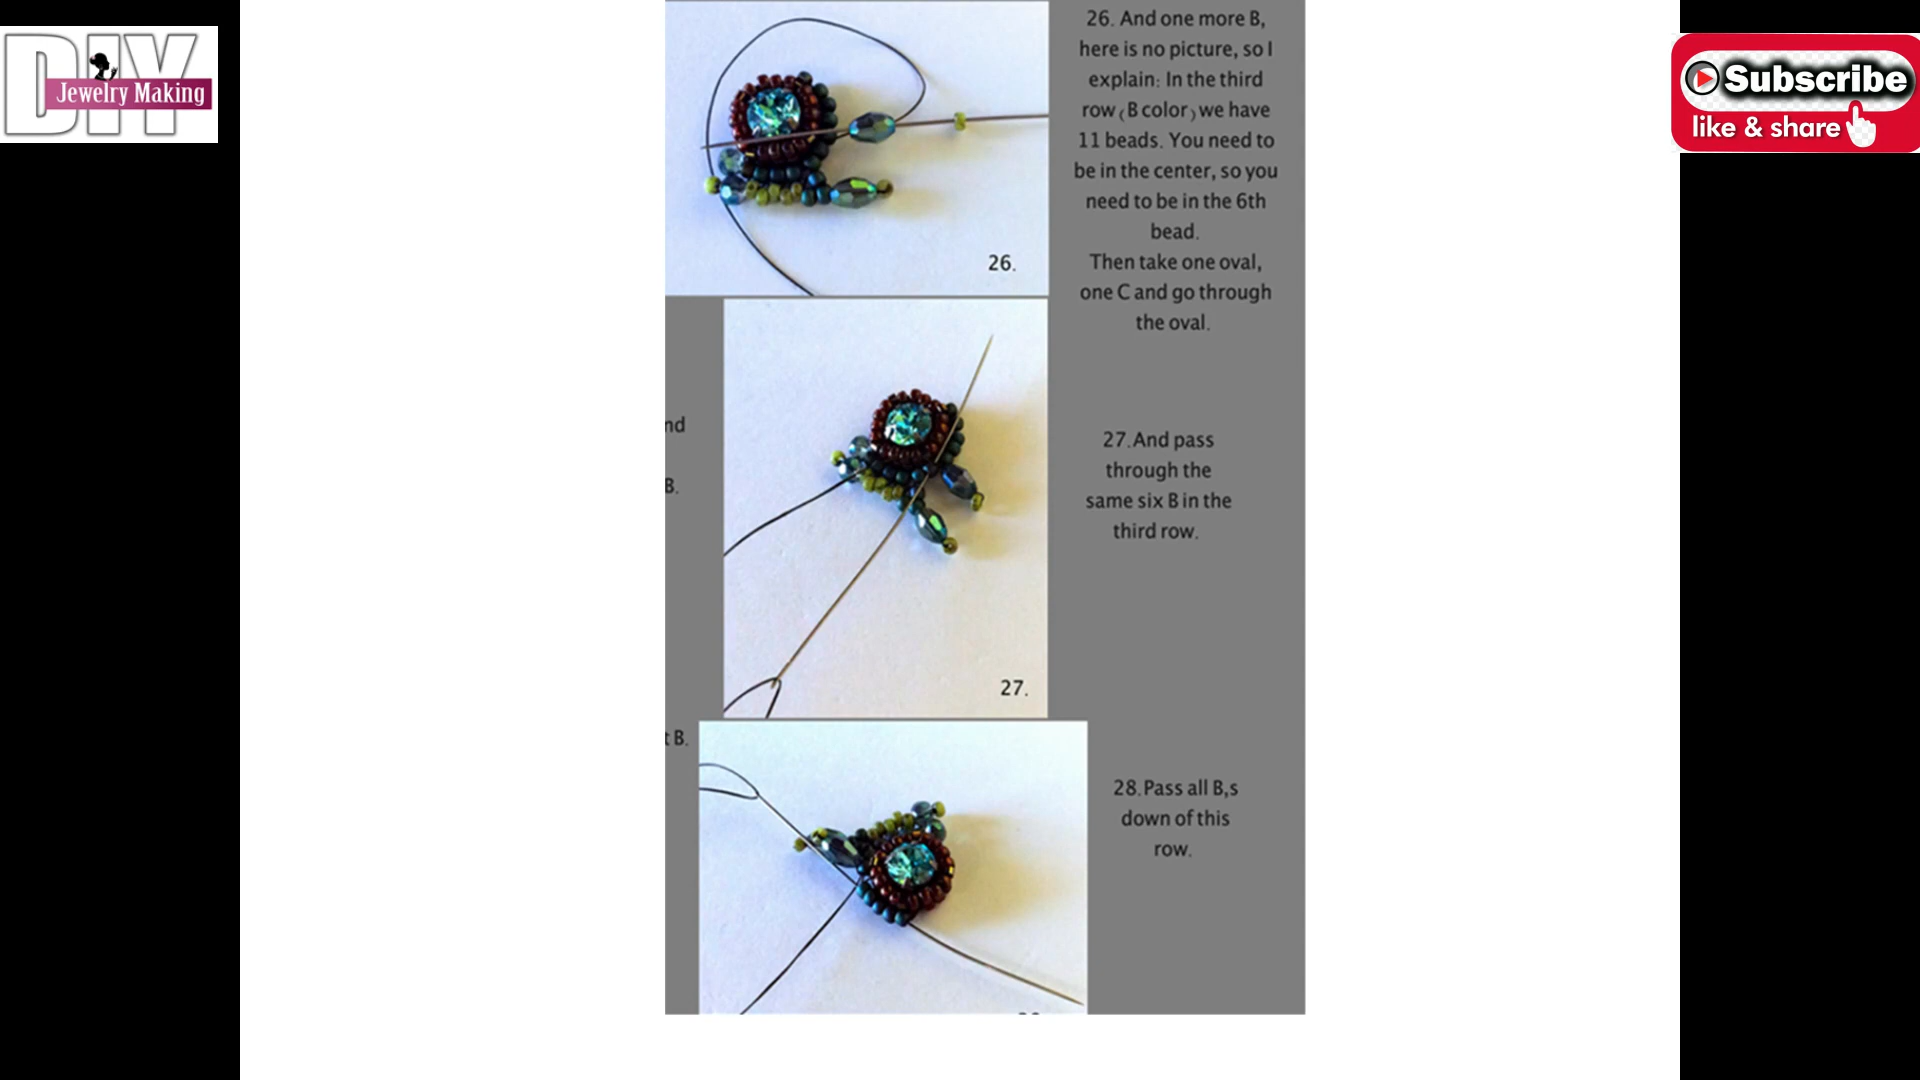 DIY
Jewelry Making
Subscribe
like & share
26. And one more B,
here is no picture, so I
explain: In the third
row (B color) we have
11 beads. You need to
be in the center, so you
need to be in the 6th
bead.
Then take one oval,
one C and go through
the oval.
26.
nd
B.
27.And pass
through the
same six B in the
third row.
27.
t B.
28.Pass all B,s
down of this
row.